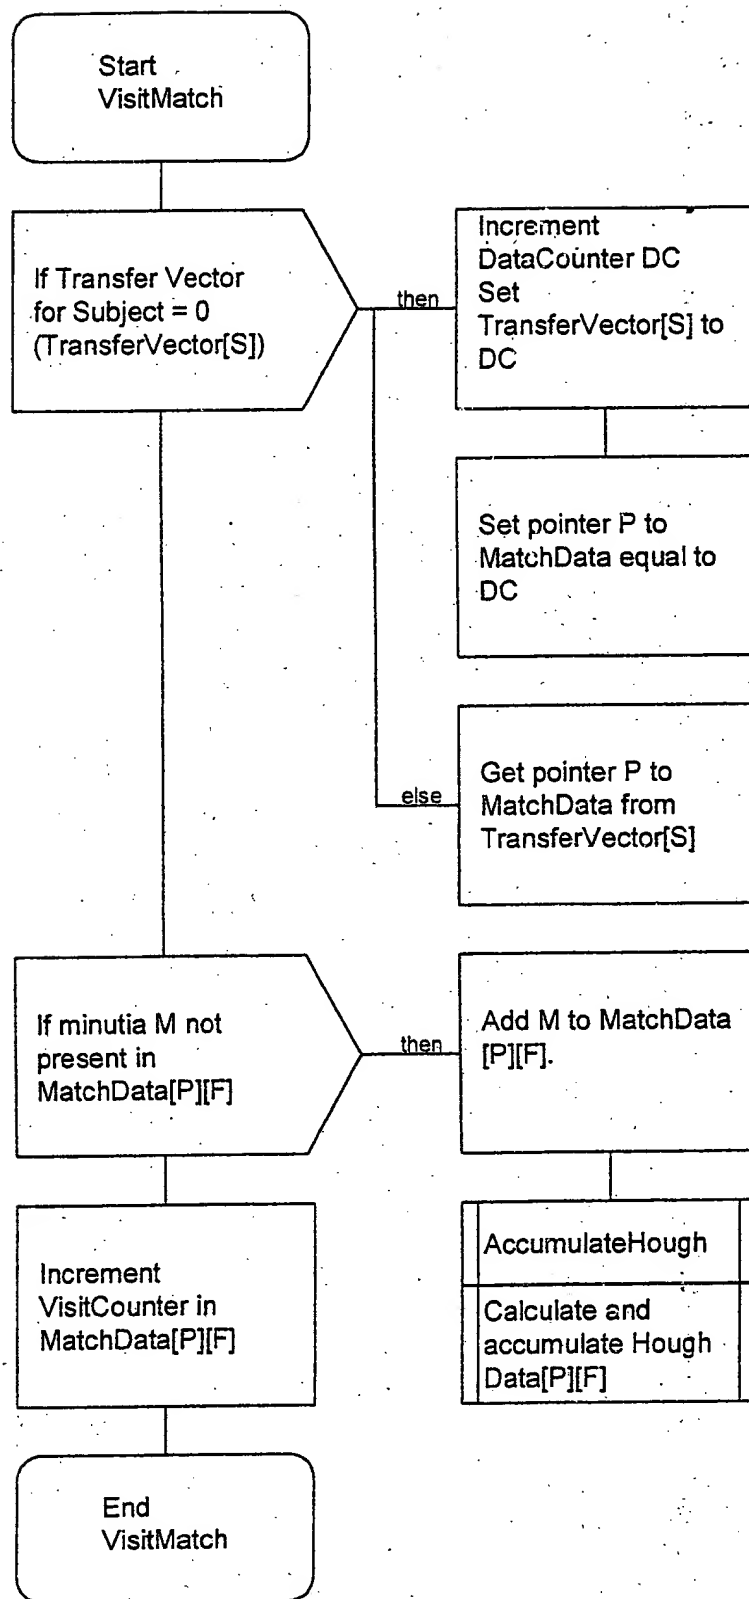 Start
VisitMatch
If Transfer Vector
for Subject = 0
(TransferVector[S])
then
Increment
DataCounter DC
Set
TransferVector[S] to
DC
Set pointer P to
MatchData equal to
DC
else
Get pointer P to
MatchData from
TransferVector[S]
If minutia M not
present in
MatchData[P][F]
then
Add M to MatchData
[P][F].
Increment
VisitCounter in
MatchData[P][F]
AccumulateHough
Calculate and
accumulate Hough
Data[P][F]
End
VisitMatch